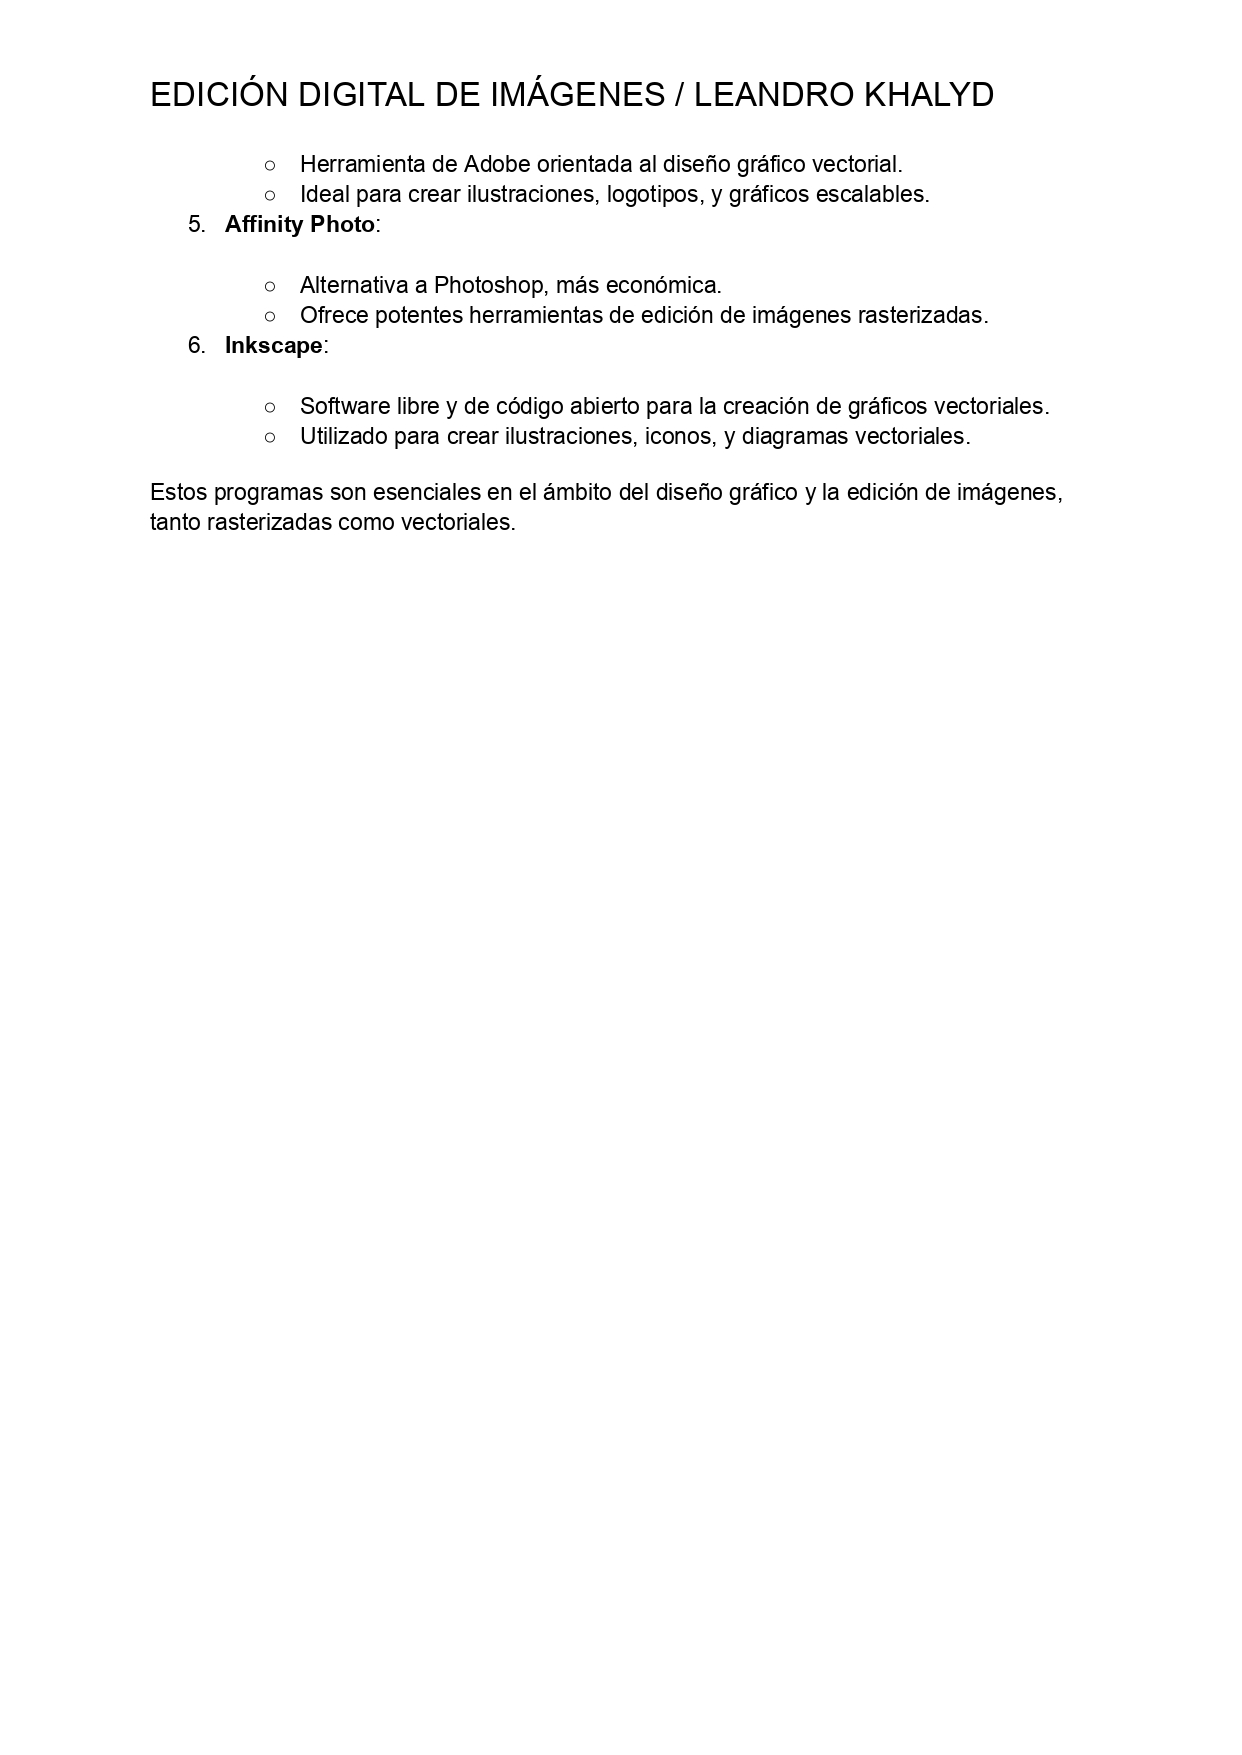 EDICIÓN DIGITAL DE IMÁGENES / LEANDRO KHALYD
○ Herramienta de Adobe orientada al diseño gráfico vectorial.
○ Ideal para crear ilustraciones, logotipos, y gráficos escalables.
5. Affinity Photo:
○ Alternativa a Photoshop, más económica.
○ Ofrece potentes herramientas de edición de imágenes rasterizadas.
6. Inkscape:
○ Software libre y de código abierto para la creación de gráficos vectoriales.
○ Utilizado para crear ilustraciones, iconos, y diagramas vectoriales.
Estos programas son esenciales en el ámbito del diseño gráfico y la edición de imágenes,
tanto rasterizadas como vectoriales.